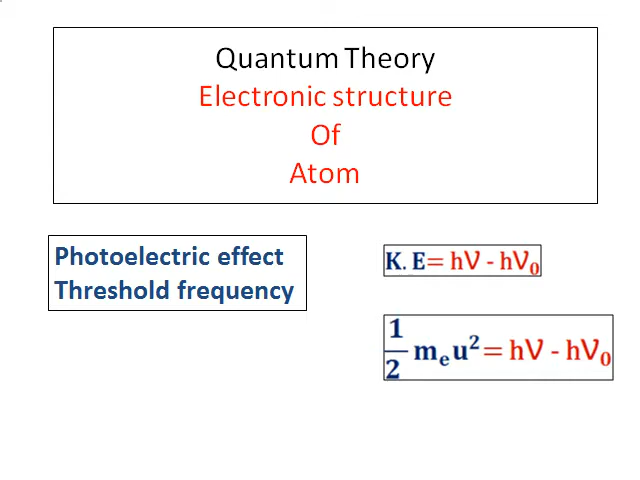 Quantum Theory
Electronic structure
Of
Atom
Photoelectric effect
Threshold frequency
K. E= hν - hν₀
1/2 mₑu²= hν - hν₀